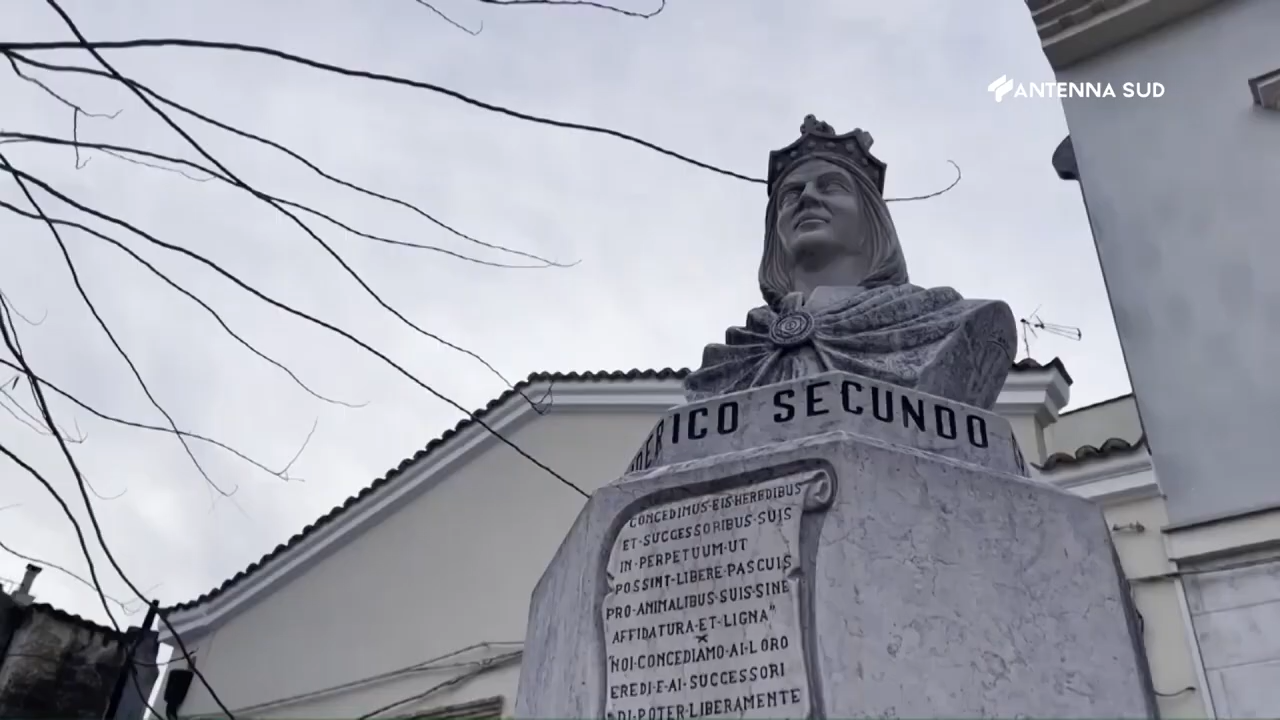 ANTENNA SUD
ERICO SECUNDO
CONCEDIMUS·EIS·HEREDIBUS
ET·SUCCESSORIBUS·SUIS
IN·PERPETUUM·UT
POSSINT·LIBERE·PASCUIS
PRO·ANIMALIBUS·SUIS·SINE
AFFIDATURA·ET·LIGNA"
"NOI·CONCEDIAMO·AI·LORO
EREDI·E·AI·SUCCESSORI
DI·POTER·LIBERAMENTE